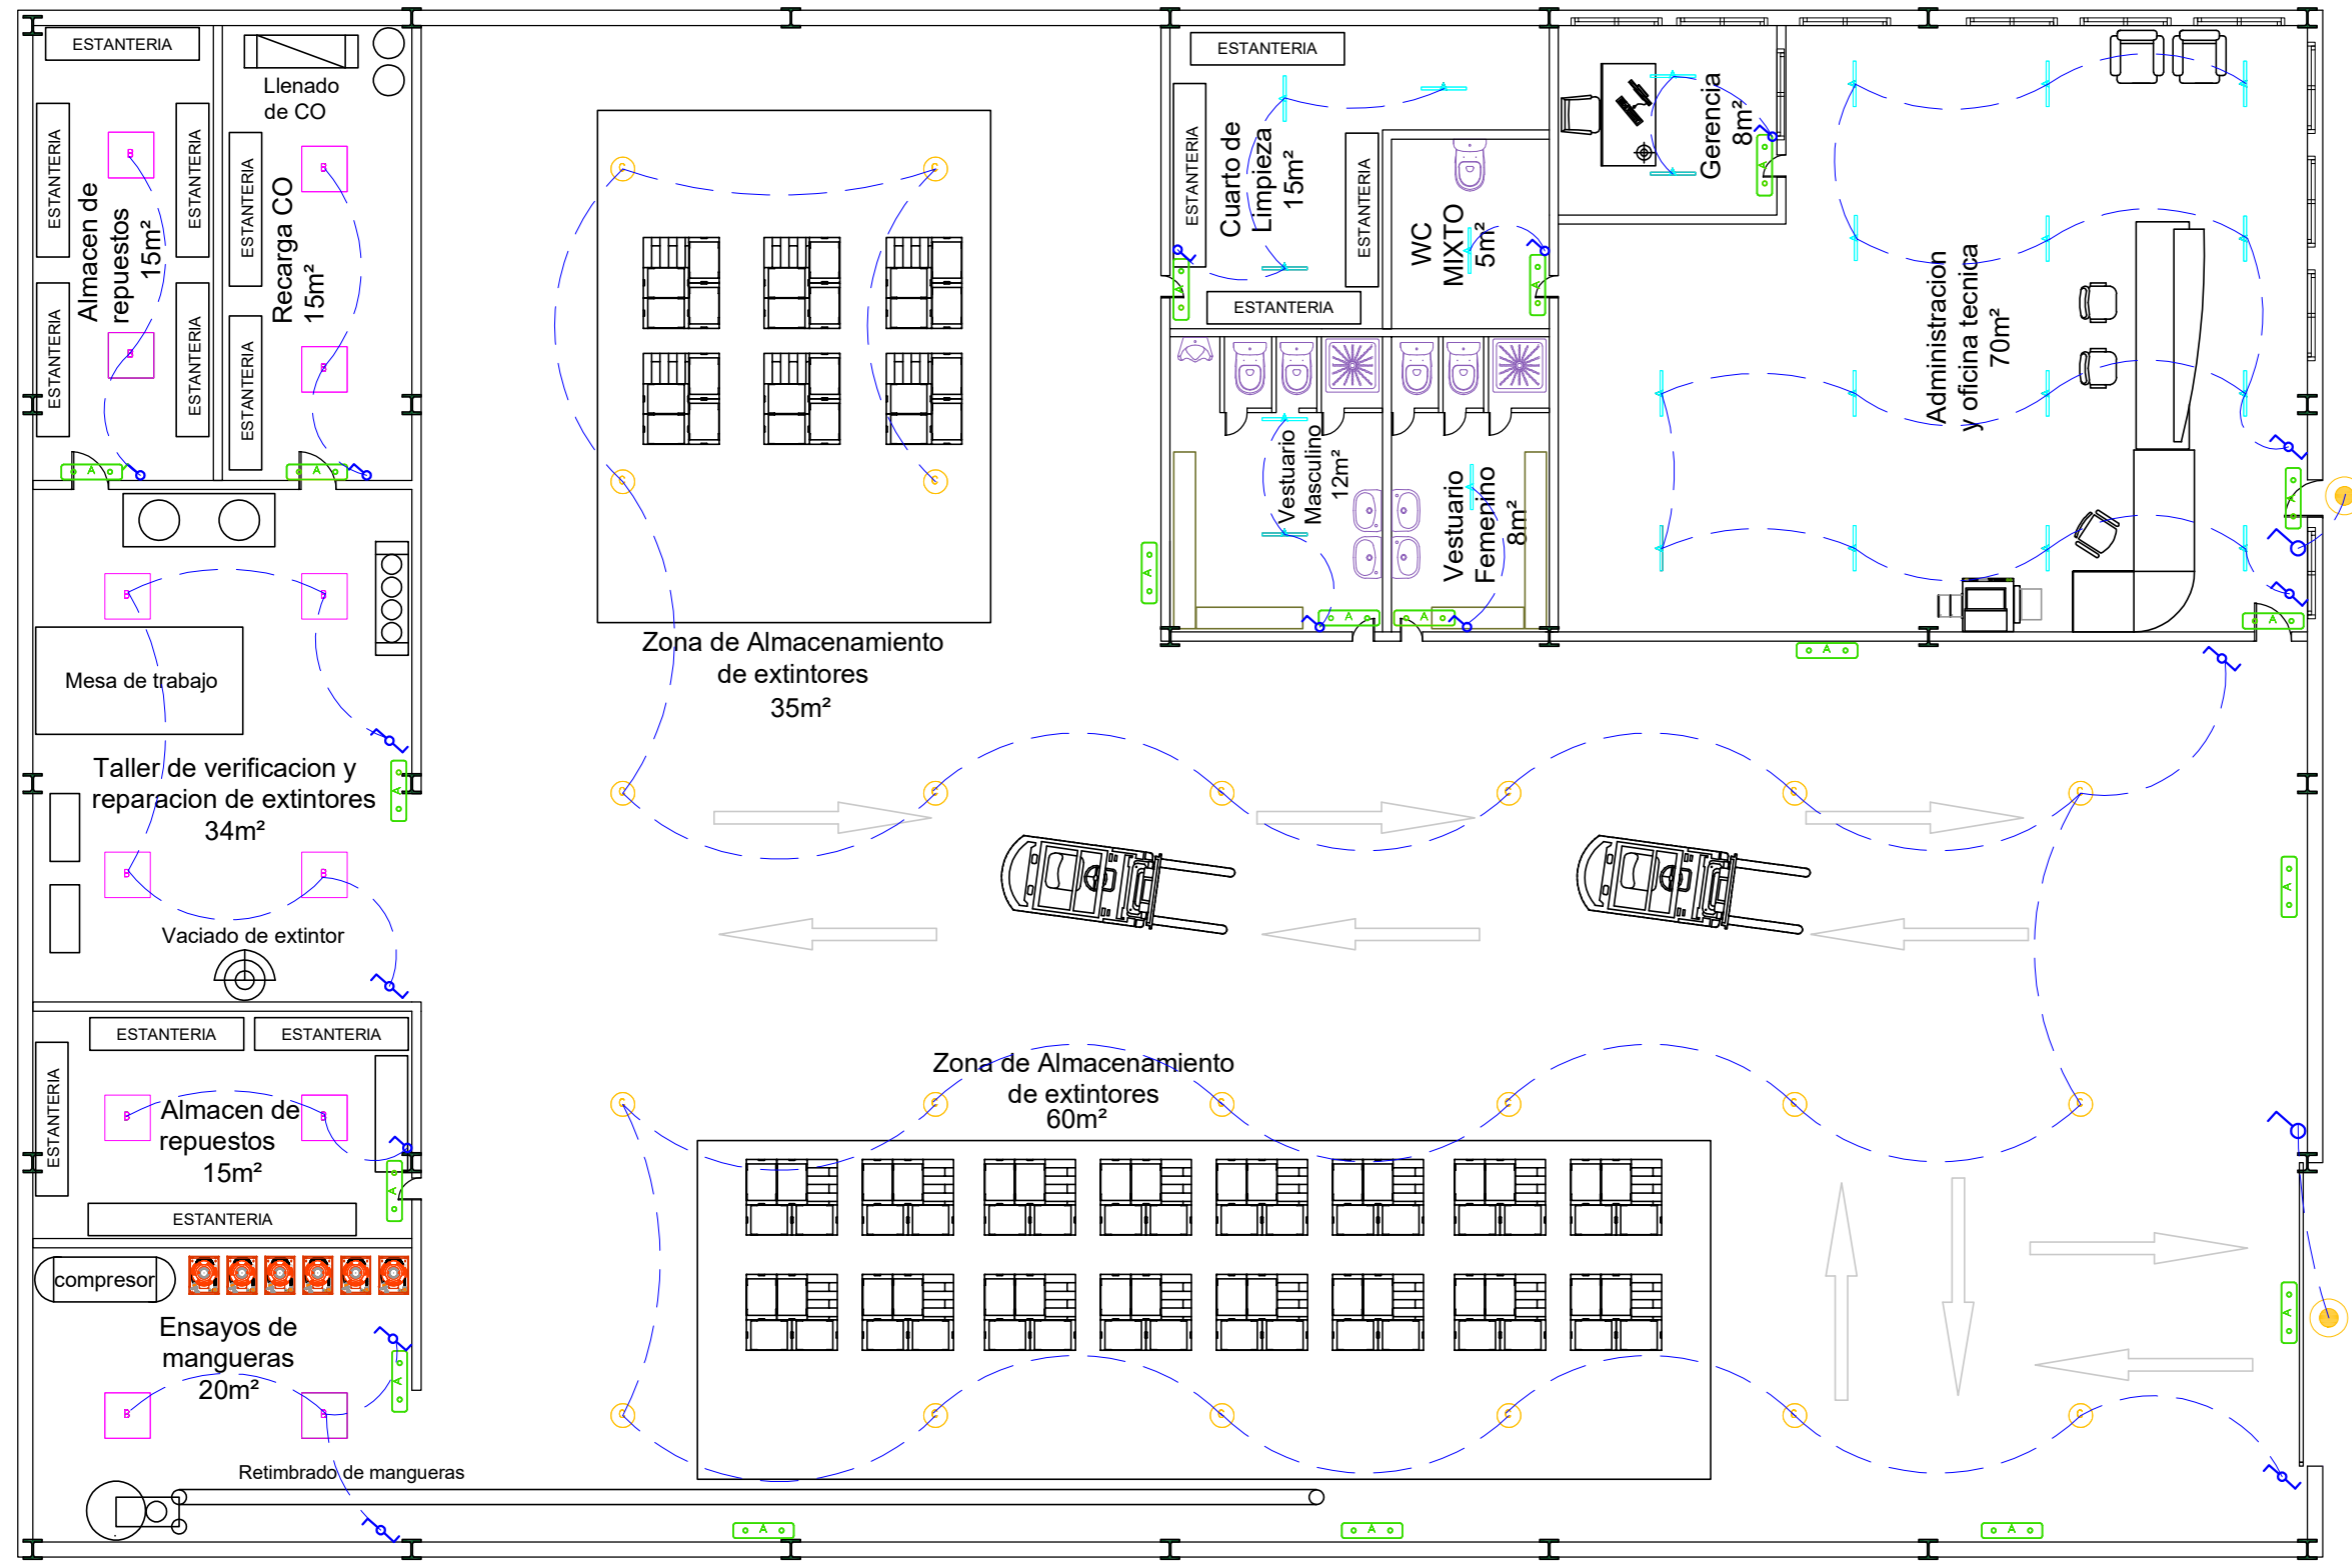 ESTANTERIA
Llenado
de CO
ESTANTERIA
ESTANTERIA
ESTANTERIA
ESTANTERIA
Almacen de
repuestos
15m²
B
B
A
ESTANTERIA
ESTANTERIA
Recarga CO
15m²
B
B
A
Mesa de trabajo
B
B
Taller de verificacion y
reparacion de extintores
34m²
A
B
B
Vaciado de extintor
ESTANTERIA
ESTANTERIA
ESTANTERIA
B
B
Almacen de
repuestos
15m²
A
ESTANTERIA
compresor
Ensayos de
mangueras
20m²
A
B
B
Retimbrado de mangueras
C
C
C
C
Zona de Almacenamiento
de extintores
35m²
C
C
C
C
C
C
Zona de Almacenamiento
de extintores
60m²
C
C
C
C
C
C
C
C
C
C
C
C
A
A
A
A
A
A
A
ESTANTERIA
ESTANTERIA
Cuarto de
Limpieza
15m²
ESTANTERIA
ESTANTERIA
A
WC
MIXTO
5m²
A
Vestuario
Masculino
12m²
A
Vestuario
Femenino
8m²
A
Gerencia
8m²
A
Administracion
y oficina tecnica
70m²
A
A